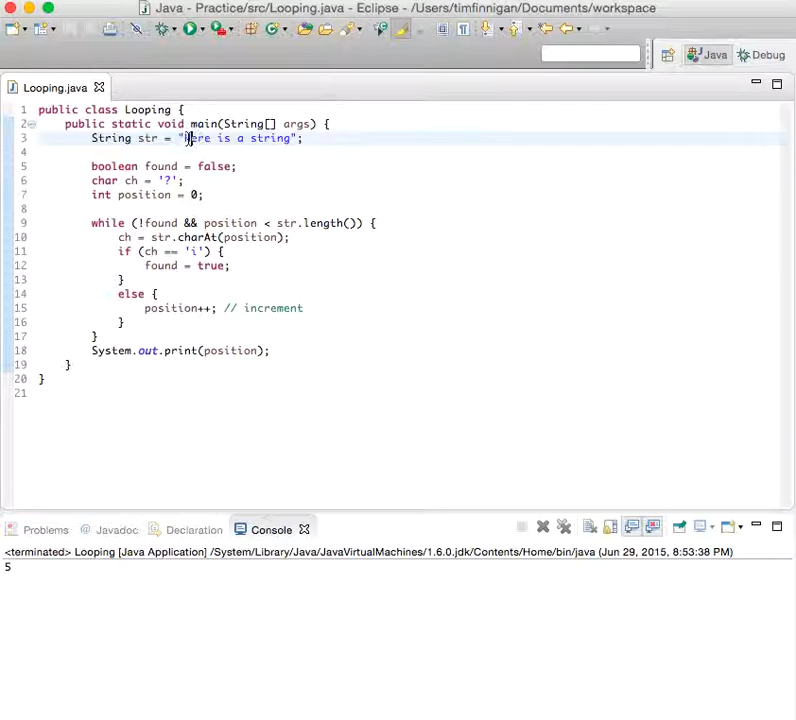 Java - Practice/src/Looping.java - Eclipse - /Users/timfinnigan/Documents/workspace
Java Debug
Looping.java
1 public class Looping {
2 public static void main(String[] args) {
3 String str = "Here is a string";
4
5 boolean found = false;
6 char ch = '?';
7 int position = 0;
8
9 while (!found && position < str.length()) {
10 ch = str.charAt(position);
11 if (ch == 'i') {
12 found = true;
13 }
14 else {
15 position++; // increment
16 }
17 }
18 System.out.print(position);
19 }
20 }
21
Problems @ Javadoc Declaration Console
<terminated> Looping [Java Application] /System/Library/Java/JavaVirtualMachines/1.6.0.jdk/Contents/Home/bin/java (Jun 29, 2015, 8:53:38 PM)
5